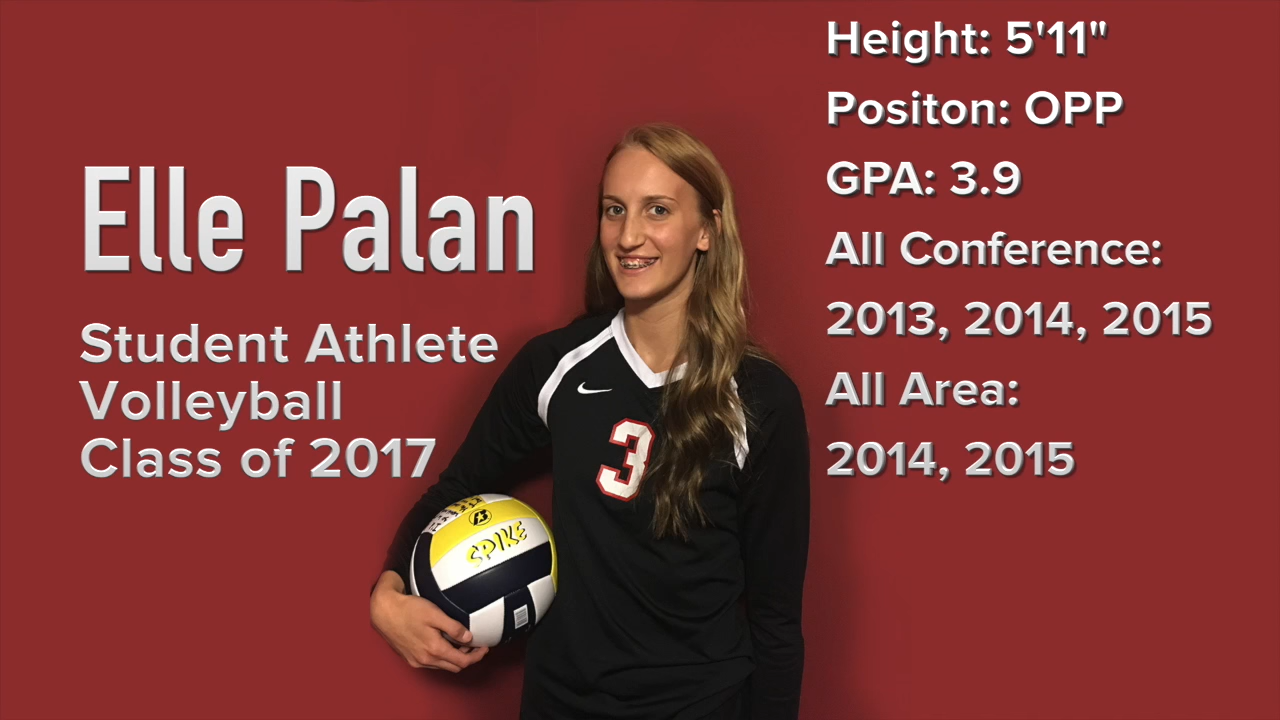 Elle Palan
Student Athlete
Volleyball
Class of 2017
Height: 5'11"
Positon: OPP
GPA: 3.9
All Conference:
2013, 2014, 2015
All Area:
2014, 2015
3
SPIKE